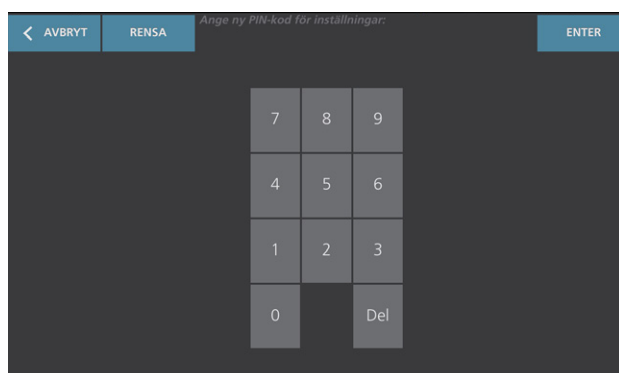 AVBRYT RENSA Ange ny PIN-kod för inställningar: ENTER
7 8 9
4 5 6
1 2 3
0 Del